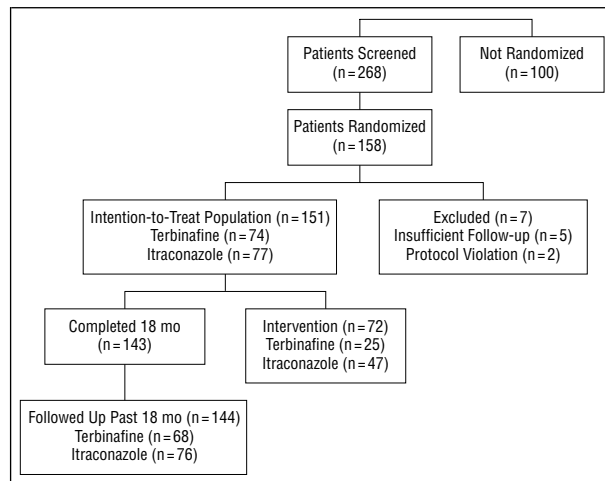 Patients Screened
(n=268)
Not Randomized
(n=100)
Patients Randomized
(n=158)
Intention-to-Treat Population (n=151)
Terbinafine (n=74)
Itraconazole (n=77)
Excluded (n=7)
Insufficient Follow-up (n=5)
Protocol Violation (n=2)
Completed 18 mo
(n=143)
Intervention (n=72)
Terbinafine (n=25)
Itraconazole (n=47)
Followed Up Past 18 mo (n=144)
Terbinafine (n=68)
Itraconazole (n=76)